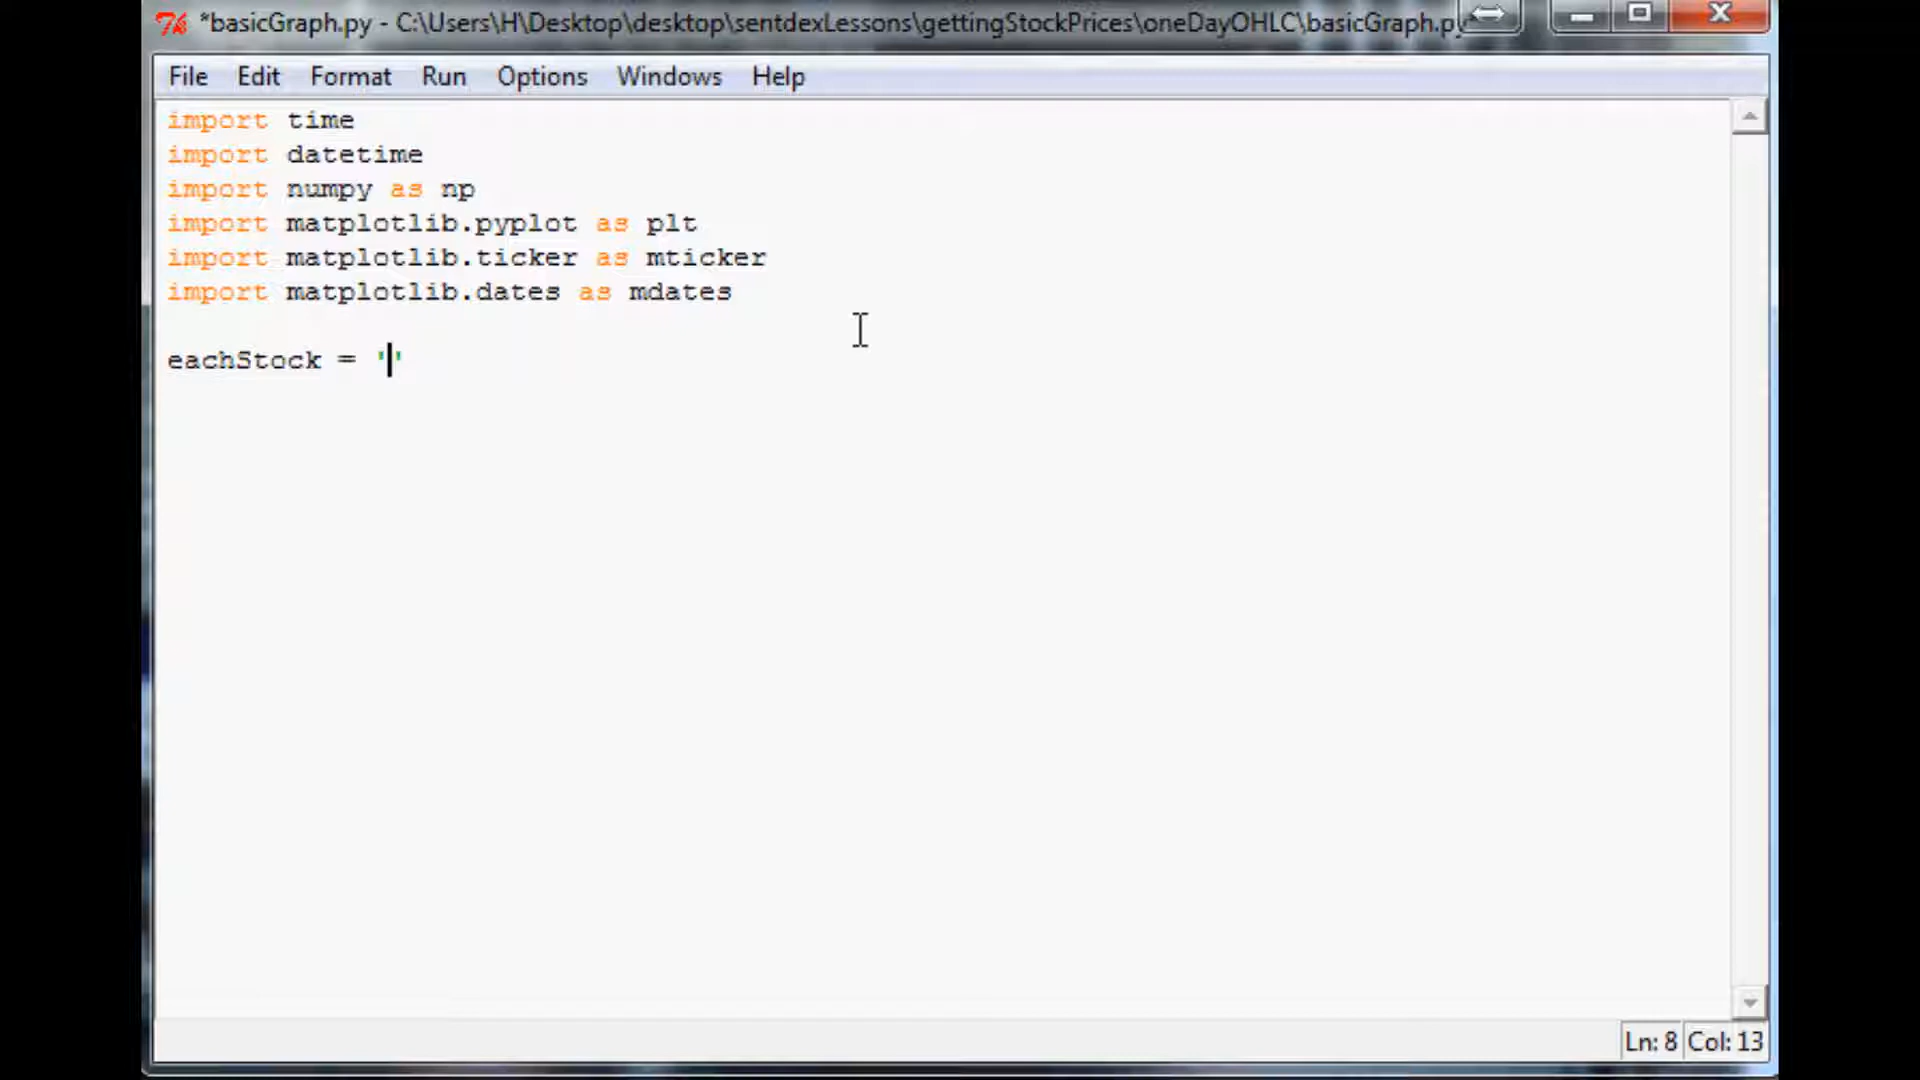 *basicGraph.py - C:\Users\H\Desktop\desktop\sentdexLessons\gettingStockPrices\oneDayOHLC\basicGraph.py
File Edit Format Run Options Windows Help
import time
import datetime
import numpy as np
import matplotlib.pyplot as plt
import matplotlib.ticker as mticker
import matplotlib.dates as mdates
eachStock = ''
Ln: 8 Col: 13